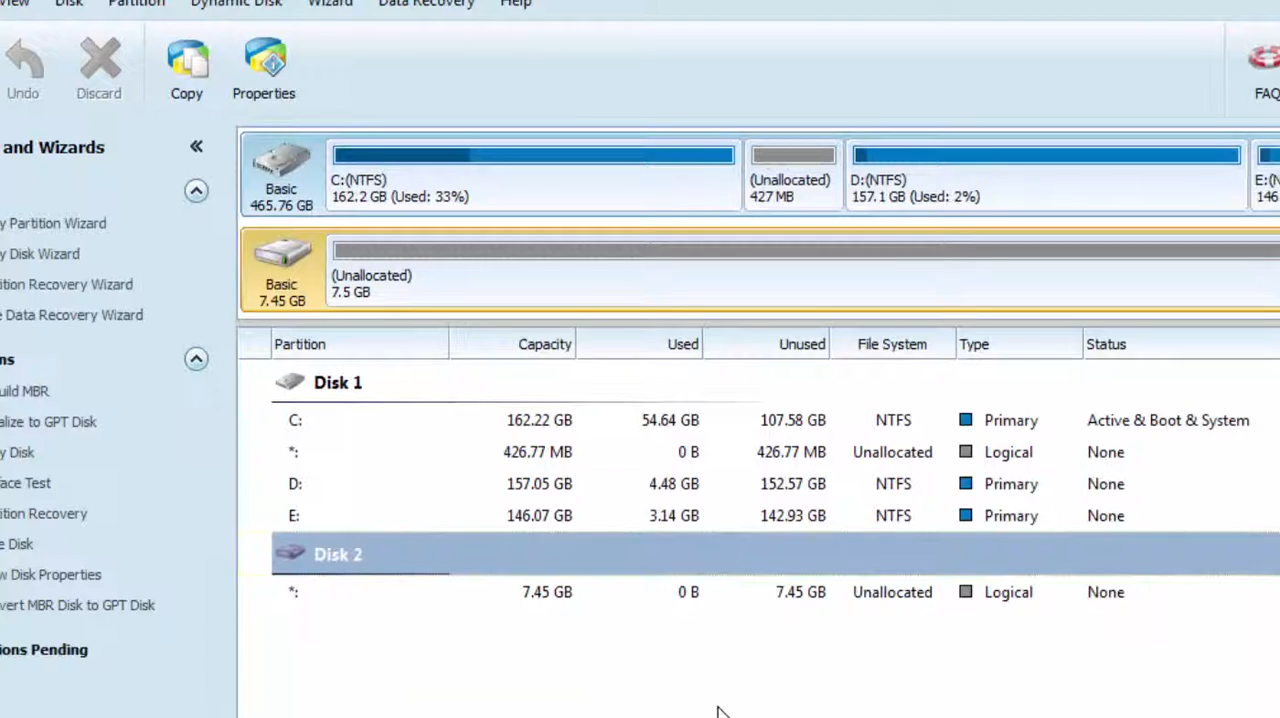 View Disk Partition Dynamic Disk Wizard Data Recovery Help
Undo Discard Copy Properties FAQ
and Wizards
y Partition Wizard
y Disk Wizard
ition Recovery Wizard
e Data Recovery Wizard
ns
uild MBR
alize to GPT Disk
y Disk
face Test
ition Recovery
e Disk
w Disk Properties
vert MBR Disk to GPT Disk
ions Pending
Basic
465.76 GB
C:(NTFS)
162.2 GB (Used: 33%)
(Unallocated)
427 MB
D:(NTFS)
157.1 GB (Used: 2%)
E:(N
146
Basic
7.45 GB
(Unallocated)
7.5 GB
Partition Capacity Used Unused File System Type Status
Disk 1
C: 162.22 GB 54.64 GB 107.58 GB NTFS Primary Active & Boot & System
*: 426.77 MB 0 B 426.77 MB Unallocated Logical None
D: 157.05 GB 4.48 GB 152.57 GB NTFS Primary None
E: 146.07 GB 3.14 GB 142.93 GB NTFS Primary None
Disk 2
*: 7.45 GB 0 B 7.45 GB Unallocated Logical None